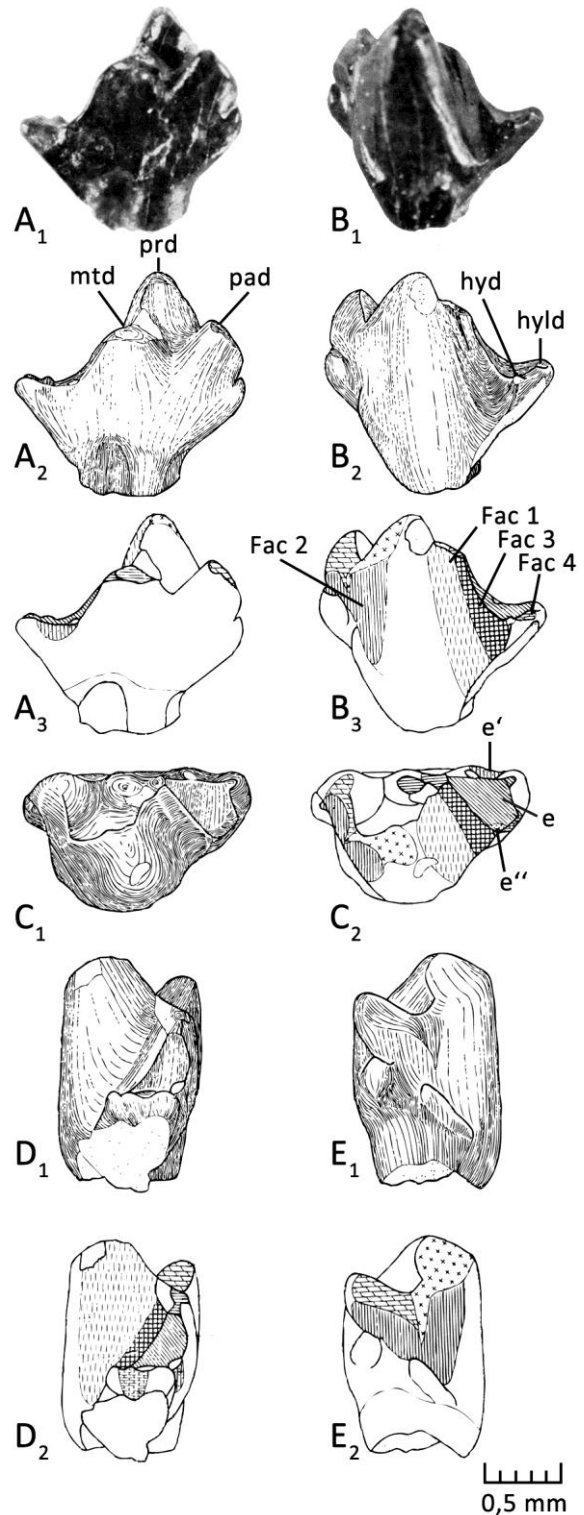 A1
B1
prd
mtd
pad
hyd
hyld
A2
B2
Fac 2
Fac 1
Fac 3
Fac 4
A3
B3
e‘
e
e‘‘
C1
C2
D1
E1
D2
E2
0,5 mm